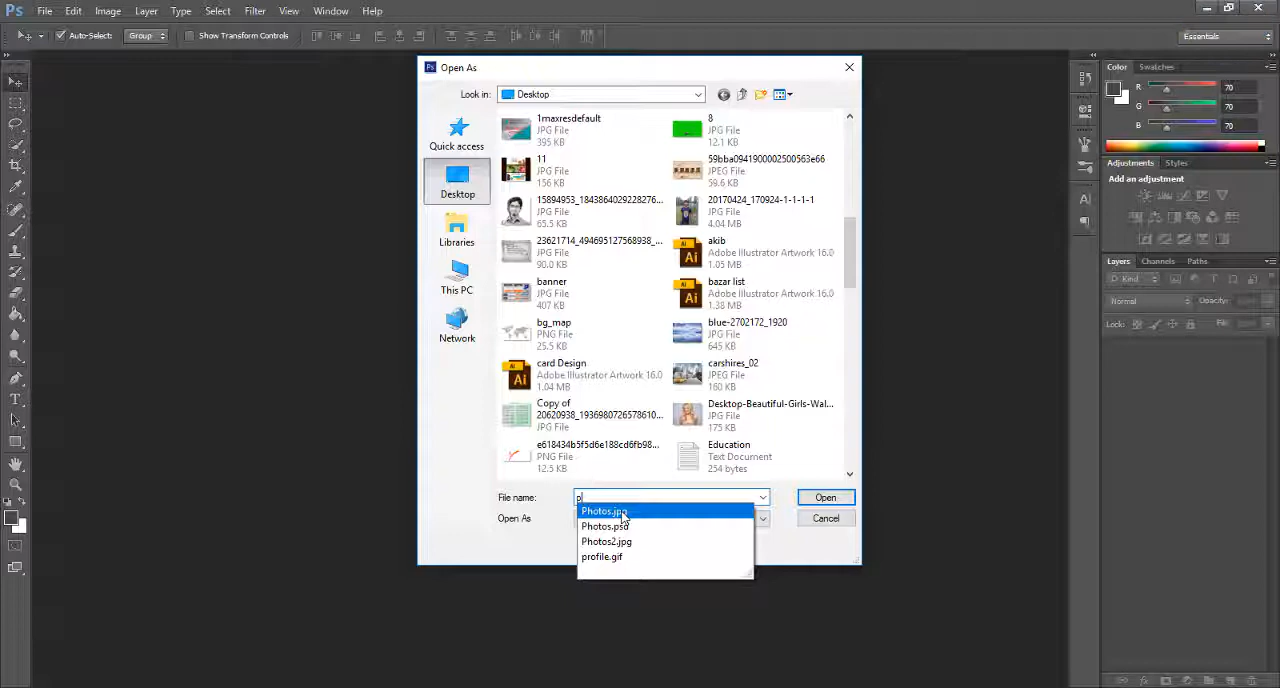 Ps File Edit Image Layer Type Select Filter View Window Help
Auto-Select: Group Show Transform Controls Essentials
Ps Open As
Look in: Desktop
Quick access
Desktop
Libraries
This PC
Network
1maxresdefault
JPG File
395 KB
8
JPG File
12.1 KB
11
JPG File
156 KB
59bba0941900002500563e66
JPEG File
59.6 KB
15894953_1843864029228276...
JPG File
65.5 KB
20170424_170924-1-1-1-1
JPG File
4.04 MB
23621714_494695127568938_...
JPG File
90.0 KB
akib
Adobe Illustrator Artwork 16.0
1.05 MB
banner
JPG File
407 KB
bazar list
Adobe Illustrator Artwork 16.0
1.38 MB
bg_map
PNG File
25.5 KB
blue-2702172_1920
JPG File
645 KB
card Design
Adobe Illustrator Artwork 16.0
1.04 MB
carshires_02
JPEG File
160 KB
Copy of
20620938_1936980726578610...
JPG File
Desktop-Beautiful-Girls-Wal...
JPG File
175 KB
e618434b5f5d6e188cd6fb98...
PNG File
12.5 KB
Education
Text Document
254 bytes
File name: p Open
Open As Cancel
Photos.jpg
Photos.psd
Photos2.jpg
profile.gif
Color Swatches
R 70
G 70
B 70
Adjustments Styles
Add an adjustment
Layers Channels Paths
Kind
Normal Opacity:
Lock: Fill: